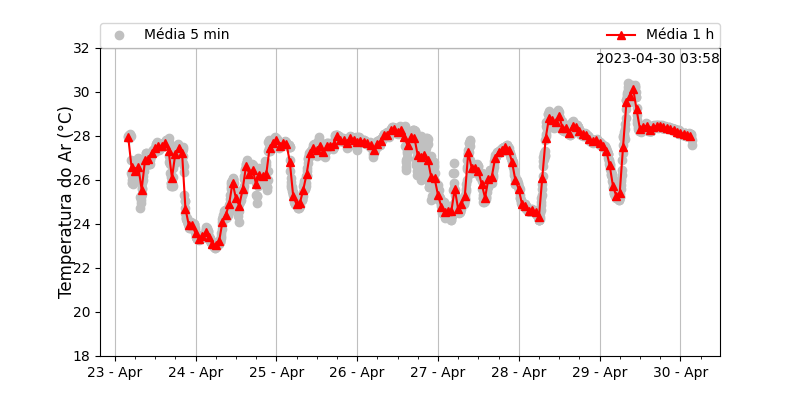 Média 5 min
Média 1 h
2023-04-30 03:58
Temperatura do Ar (°C)
32
30
28
26
24
22
20
18
23 - Apr
24 - Apr
25 - Apr
26 - Apr
27 - Apr
28 - Apr
29 - Apr
30 - Apr